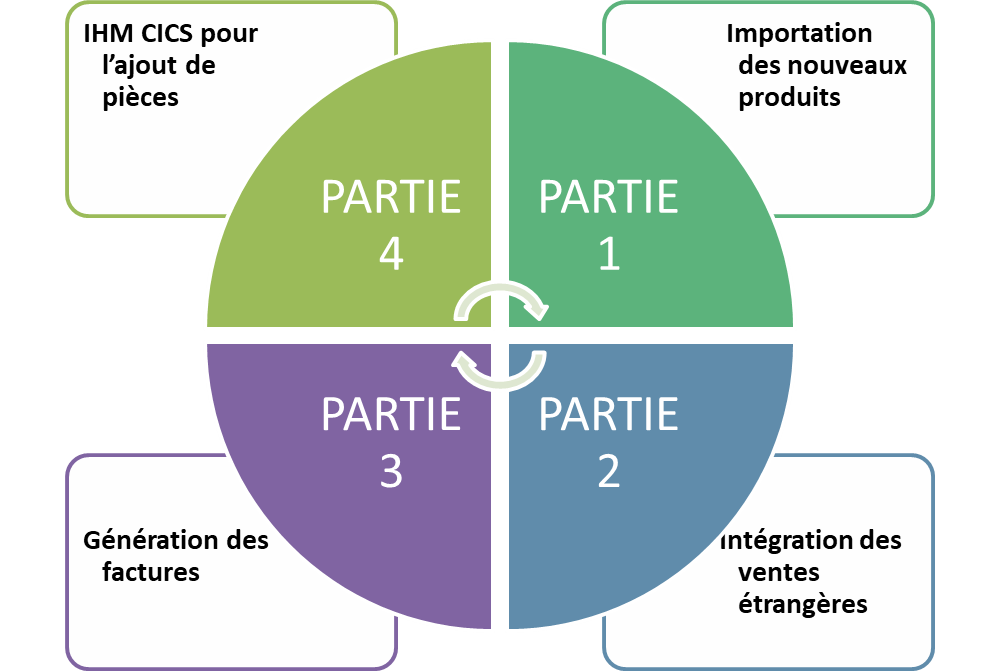 IHM CICS pour
l’ajout de
pièces
Importation
des nouveaux
produits
PARTIE
4
PARTIE
1
PARTIE
3
PARTIE
2
Génération des
factures
Intégration des
ventes
étrangères